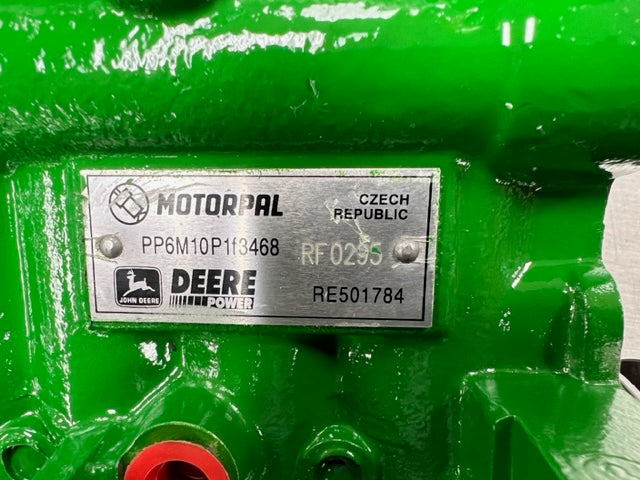 MOTORPAL
CZECH
REPUBLIC
PP6M10P1f3468 RF0295
JOHN DEERE
DEERE
POWER
RE501784